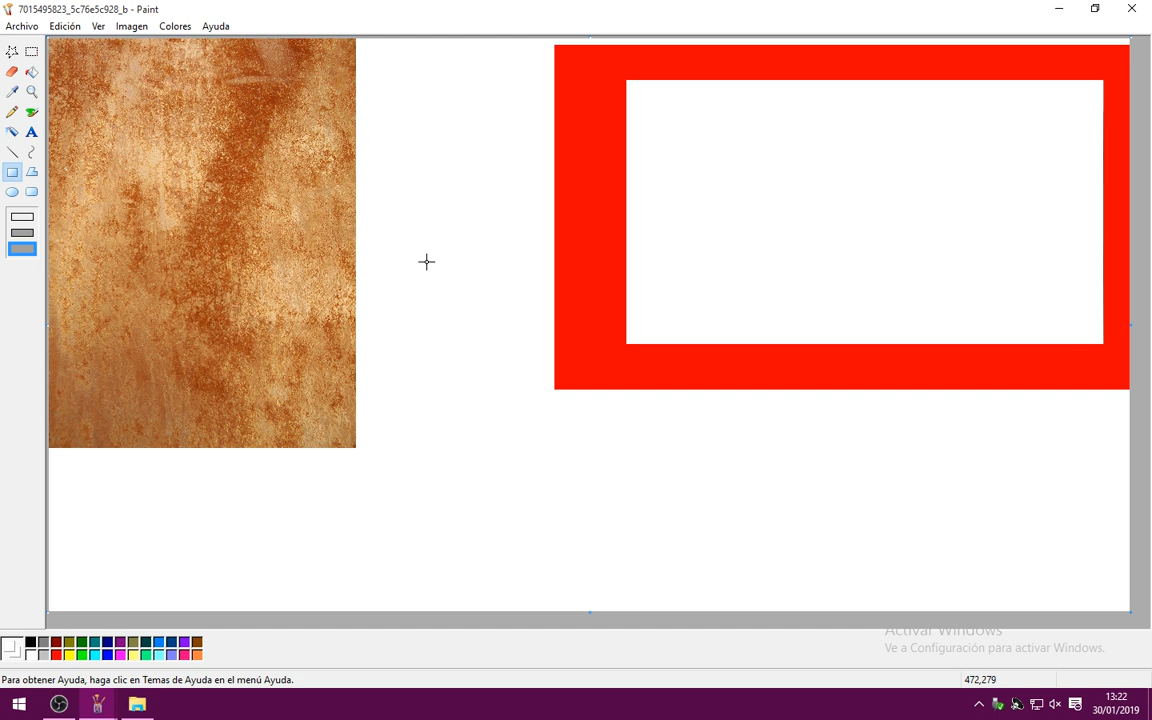 7015495823_5c76e5c928_b - Paint
Archivo Edición Ver Imagen Colores Ayuda
A
Activar Windows
Ve a Configuración para activar Windows.
Para obtener Ayuda, haga clic en Temas de Ayuda en el menú Ayuda.
472,279
13:22
30/01/2019